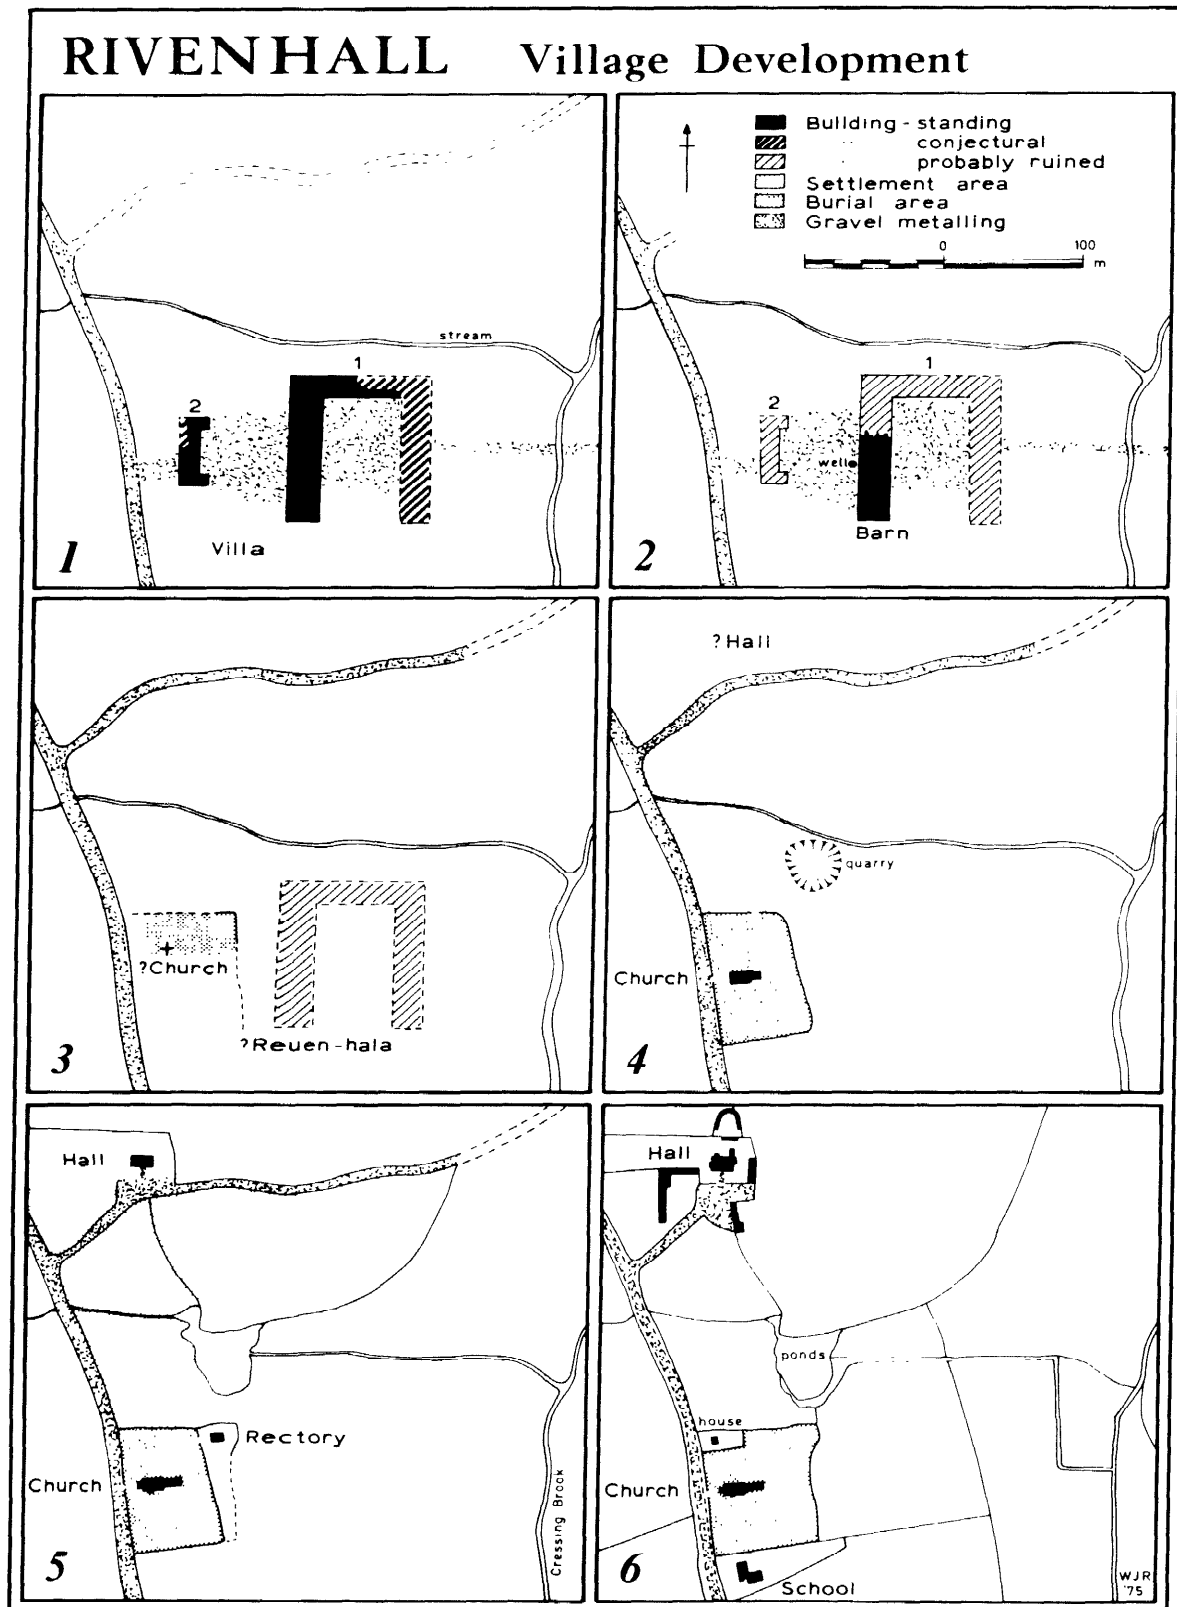 RIVENHALL Village Development
stream
1
2
Villa
1
Building - standing
conjectural
probably ruined
Settlement area
Burial area
Gravel metalling
0 100
m
1
2
well
Barn
2
?Church
?Reuen-hala
3
?Hall
quarry
Church
4
Hall
Rectory
Church
Cressing Brook
5
Hall
ponds
house
Church
School
6
WJR
'75